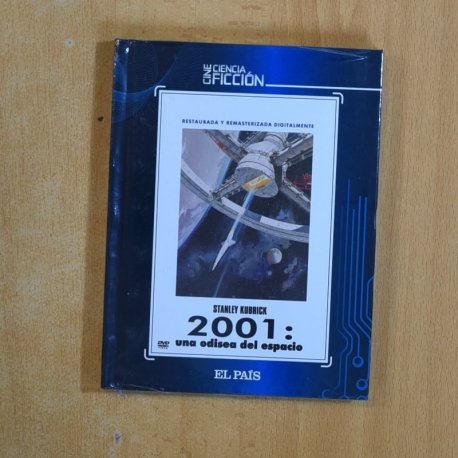 CINE CIENCIA
FICCIÓN
RESTAURADA Y REMASTERIZADA DIGITALMENTE
STANLEY KUBRICK
2001:
una odisea del espacio
DVD
EL PAÍS